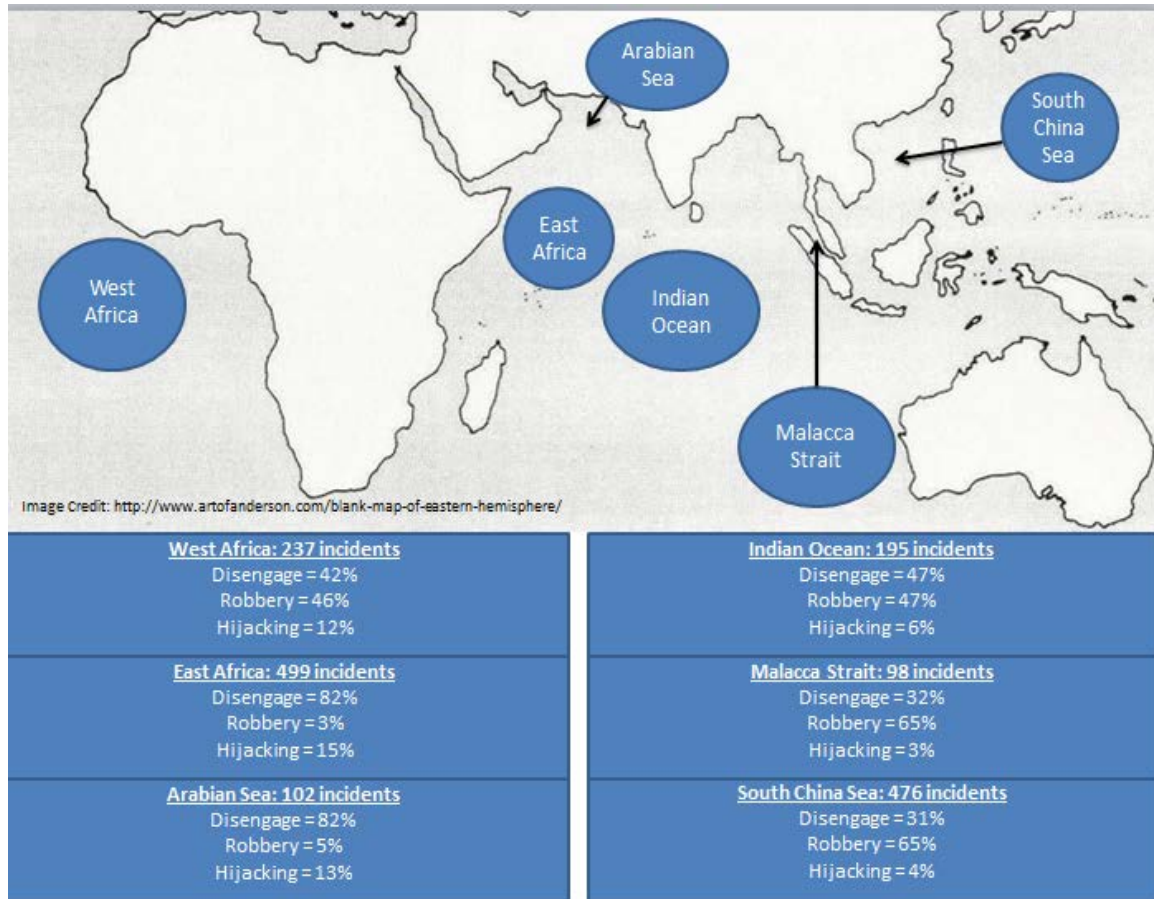 Arabian
Sea
South
China
Sea
East
Africa
West
Africa
Indian
Ocean
Malacca
Strait
Image Credit: http://www.artofanderson.com/blank-map-of-eastern-hemisphere/
West Africa: 237 incidents
Disengage = 42%
Robbery = 46%
Hijacking = 12%
East Africa: 499 incidents
Disengage = 82%
Robbery = 3%
Hijacking = 15%
Arabian Sea: 102 incidents
Disengage = 82%
Robbery = 5%
Hijacking = 13%
Indian Ocean: 195 incidents
Disengage = 47%
Robbery = 47%
Hijacking = 6%
Malacca Strait: 98 incidents
Disengage = 32%
Robbery = 65%
Hijacking = 3%
South China Sea: 476 incidents
Disengage = 31%
Robbery = 65%
Hijacking = 4%